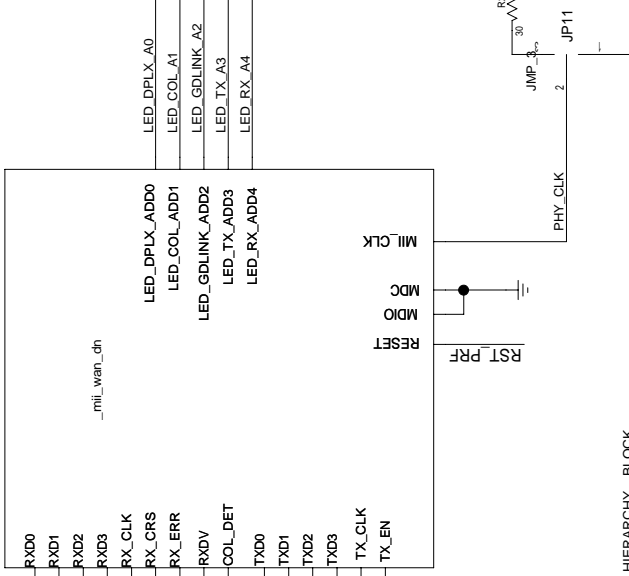 LED_DPLX_A0
LED_COL_A1
LED_GDLINK_A2
LED_TX_A3
LED_RX_A4
LED_DPLX_ADD0
LED_COL_ADD1
LED_GDLINK_ADD2
LED_TX_ADD3
LED_RX_ADD4
MII_CLK
MDC
MDIO
RESET
RST_PRF
PHY_CLK
2
30
JP11
JMP_3
_mii_wan_dn
RXD0
RXD1
RXD2
RXD3
RX_CLK
RX_CRS
RX_ERR
RXDV
COL_DET
TXD0
TXD1
TXD2
TXD3
TX_CLK
TX_EN
HIERARCHY_BLOCK